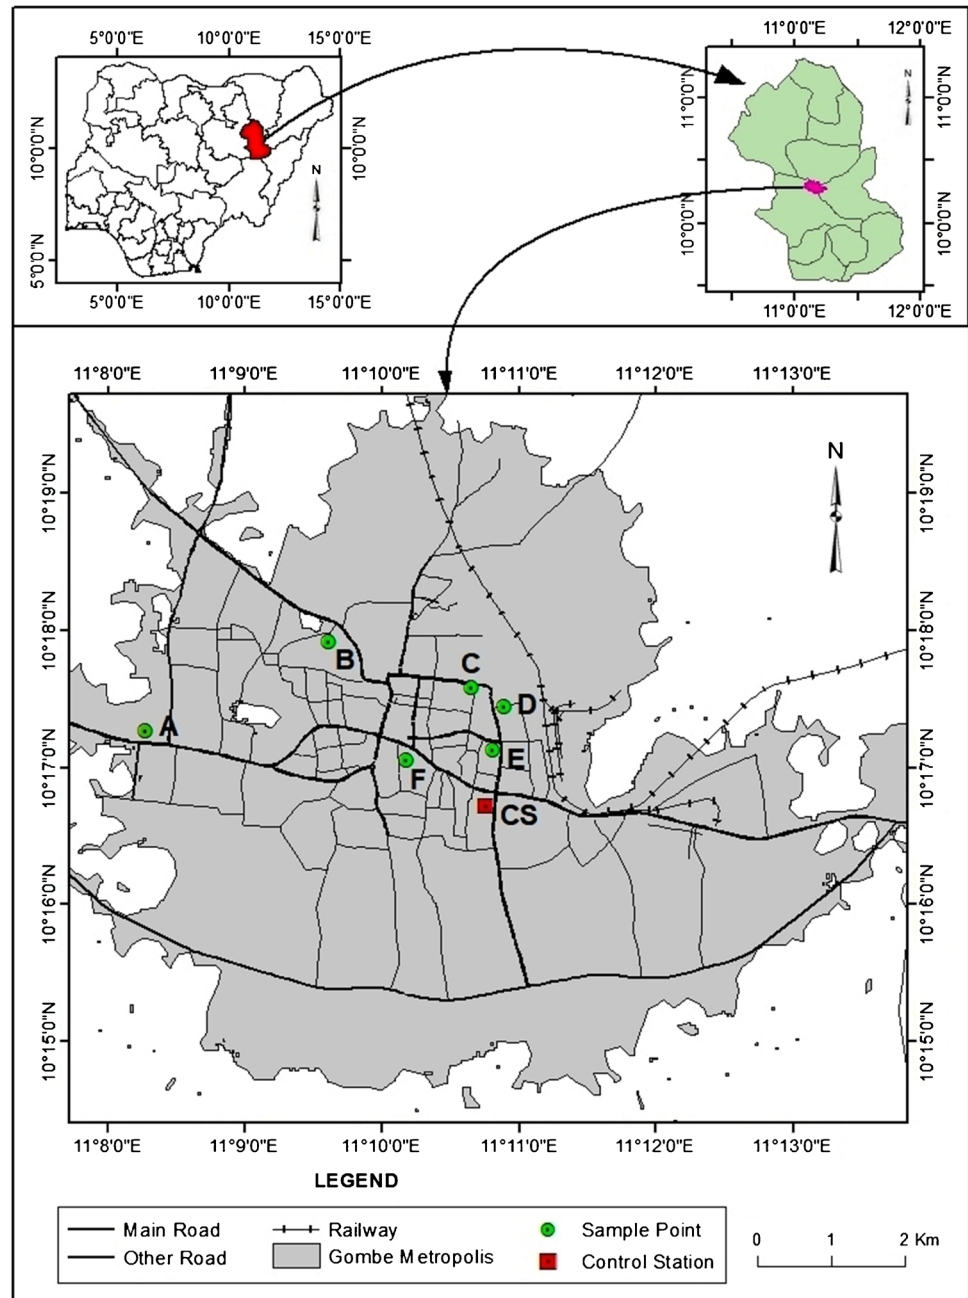 5°0'0"E 10°0'0"E 15°0'0"E
11°0'0"E 12°0'0"E
10°0'0"N
5°0'0"N
N
10°0'0"N
5°0'0"N
5°0'0"E 10°0'0"E 15°0'0"E
11°0'0"N
10°0'0"N
N
11°0'0"E 12°0'0"E
11°8'0"E 11°9'0"E 11°10'0"E 11°11'0"E 11°12'0"E 11°13'0"E
N
10°19'0"N 10°19'0"N
10°18'0"N 10°18'0"N
B
C
D
A
E
10°17'0"N 10°17'0"N
F
CS
10°16'0"N 10°16'0"N
10°15'0"N 10°15'0"N
11°8'0"E 11°9'0"E 11°10'0"E 11°11'0"E 11°12'0"E 11°13'0"E
LEGEND
Main Road Railway Sample Point
Other Road Gombe Metropolis Control Station
0 1 2 Km